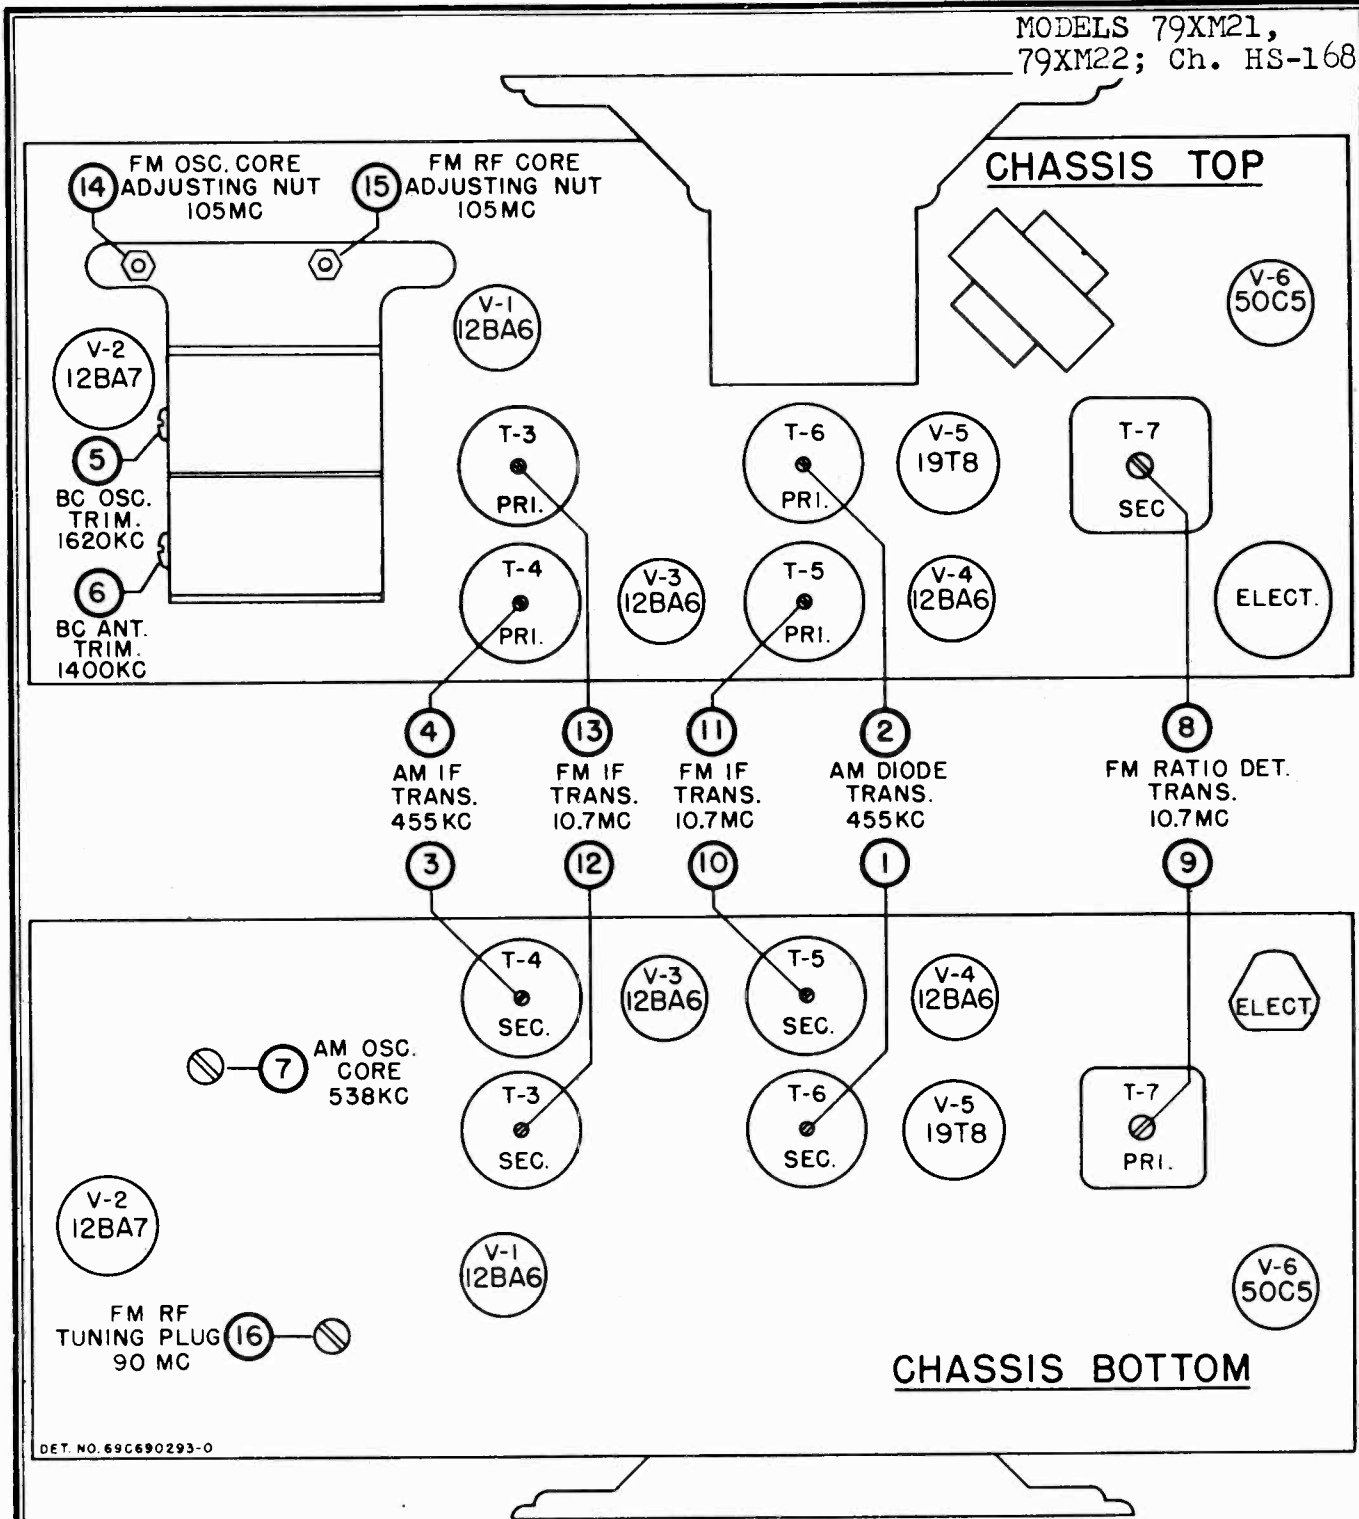 MODELS 79XM21,
79XM22; Ch. HS-168
CHASSIS TOP
14
FM OSC. CORE
ADJUSTING NUT
105MC
15
FM RF CORE
ADJUSTING NUT
105MC
V-1
12BA6
V-6
50C5
V-2
12BA7
5
BC OSC.
TRIM.
1620KC
6
BC ANT.
TRIM.
1400KC
T-3
PRI.
T-6
PRI.
V-5
19T8
T-7
SEC
T-4
PRI.
V-3
12BA6
T-5
PRI.
V-4
12BA6
ELECT.
4
AM IF
TRANS.
455KC
3
13
FM IF
TRANS.
10.7MC
12
11
FM IF
TRANS.
10.7MC
10
2
AM DIODE
TRANS.
455KC
1
8
FM RATIO DET.
TRANS.
10.7MC
9
T-4
SEC.
V-3
12BA6
T-5
SEC.
V-4
12BA6
ELECT.
7
AM OSC.
CORE
538KC
T-3
SEC.
T-6
SEC.
V-5
19T8
T-7
PRI.
V-2
12BA7
V-1
12BA6
V-6
50C5
FM RF
TUNING PLUG
90 MC
16
CHASSIS BOTTOM
DET. NO. 69C690293-0